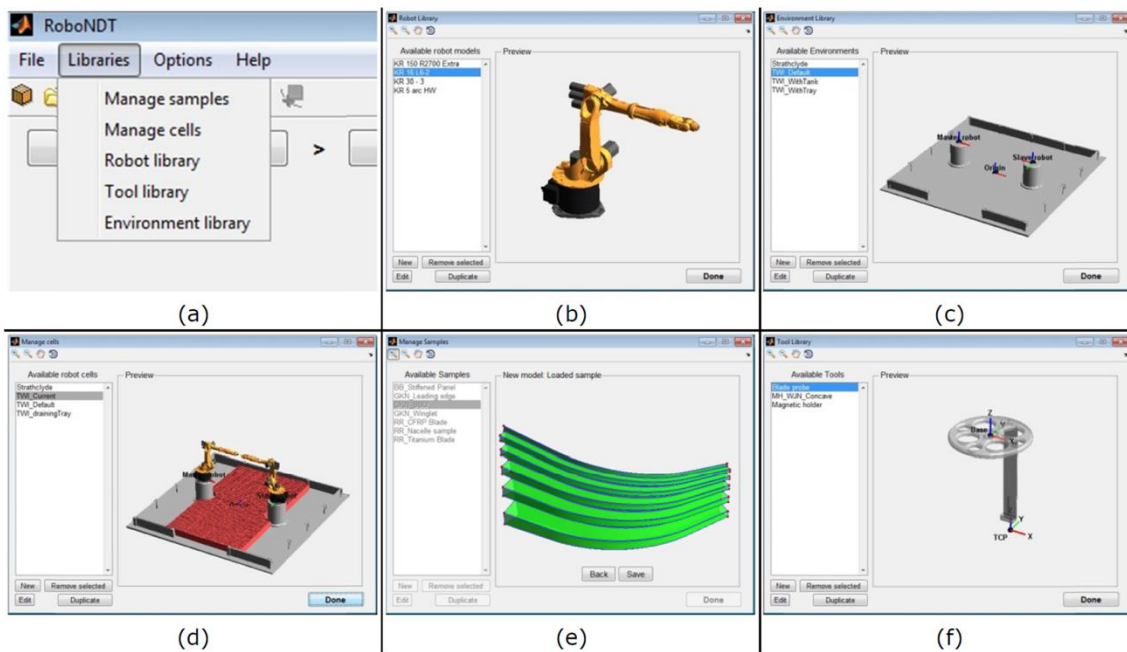 RoboNDT
File Libraries Options Help
Manage samples
Manage cells
Robot library
Tool library
Environment library
>
(a)
Robot Library
Available robot models
Preview
KR 150 R2700 Extra
KR 16 L6-2
KR 30 - 3
KR 5 arc HW
New Remove selected
Edit Duplicate
Done
(b)
Environment Library
Available Environments
Preview
Strathclyde
TWI_Default
TWI_WithTank
TWI_WithTray
Master robot
Slave robot
Origin
New Remove selected
Edit Duplicate
Done
(c)
Manage cells
Available robot cells
Preview
Strathclyde
TWI_Current
TWI_Default
TWI_drainingTray
New Remove selected
Edit Duplicate
Done
(d)
Manage Samples
Available Samples
New model: Loaded sample
BB_Stiffened Panel
GKN_Leading edge
GKN_Winglet
RR_CFRP Blade
RR_Nacelle sample
RR_Titanium Blade
Back Save
New Remove selected
Edit Duplicate
Done
(e)
Tool Library
Available Tools
Preview
Blade probe
MH_WJN_Concave
Magnetic holder
Z
Y
Base
X
Y
TCP
X
New Remove selected
Edit Duplicate
Done
(f)